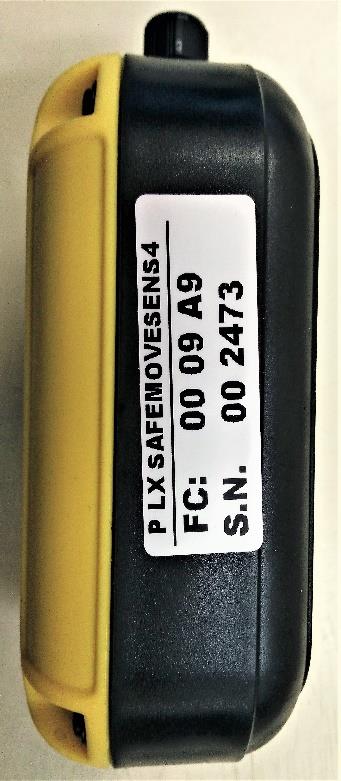 P LX SAFEMOVESENS4
FC: 00 09 A9
S.N. 00 2473